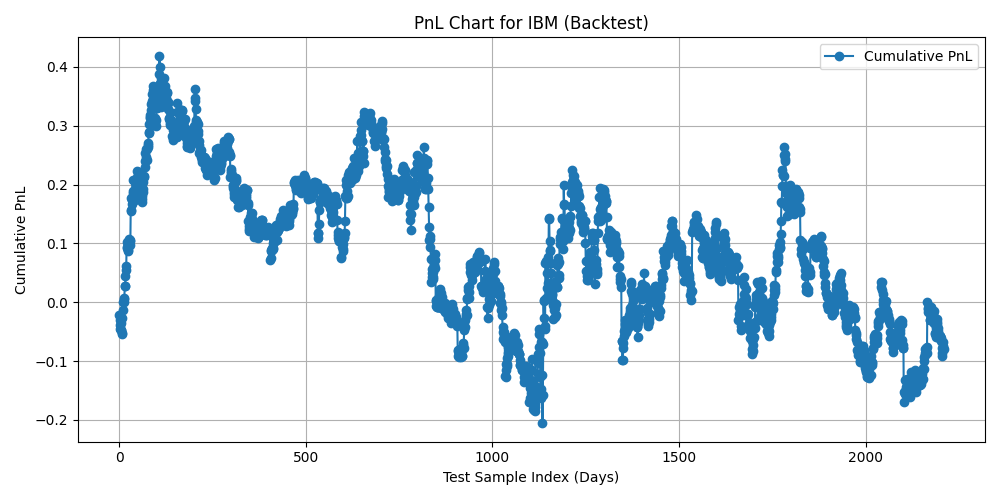 PnL Chart for IBM (Backtest)
Cumulative PnL
0.4
0.3
0.2
0.1
0.0
−0.1
−0.2
Cumulative PnL
0 500 1000 1500 2000
Test Sample Index (Days)